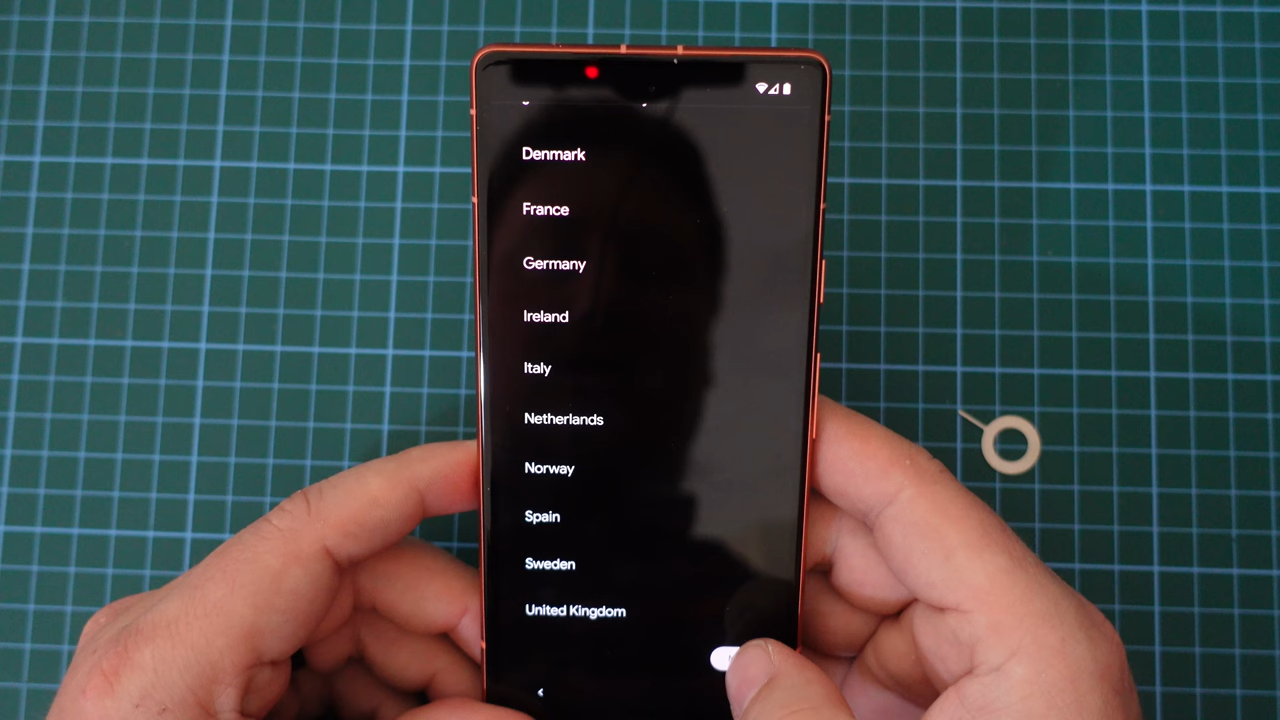 Denmark
France
Germany
Ireland
Italy
Netherlands
Norway
Spain
Sweden
United Kingdom